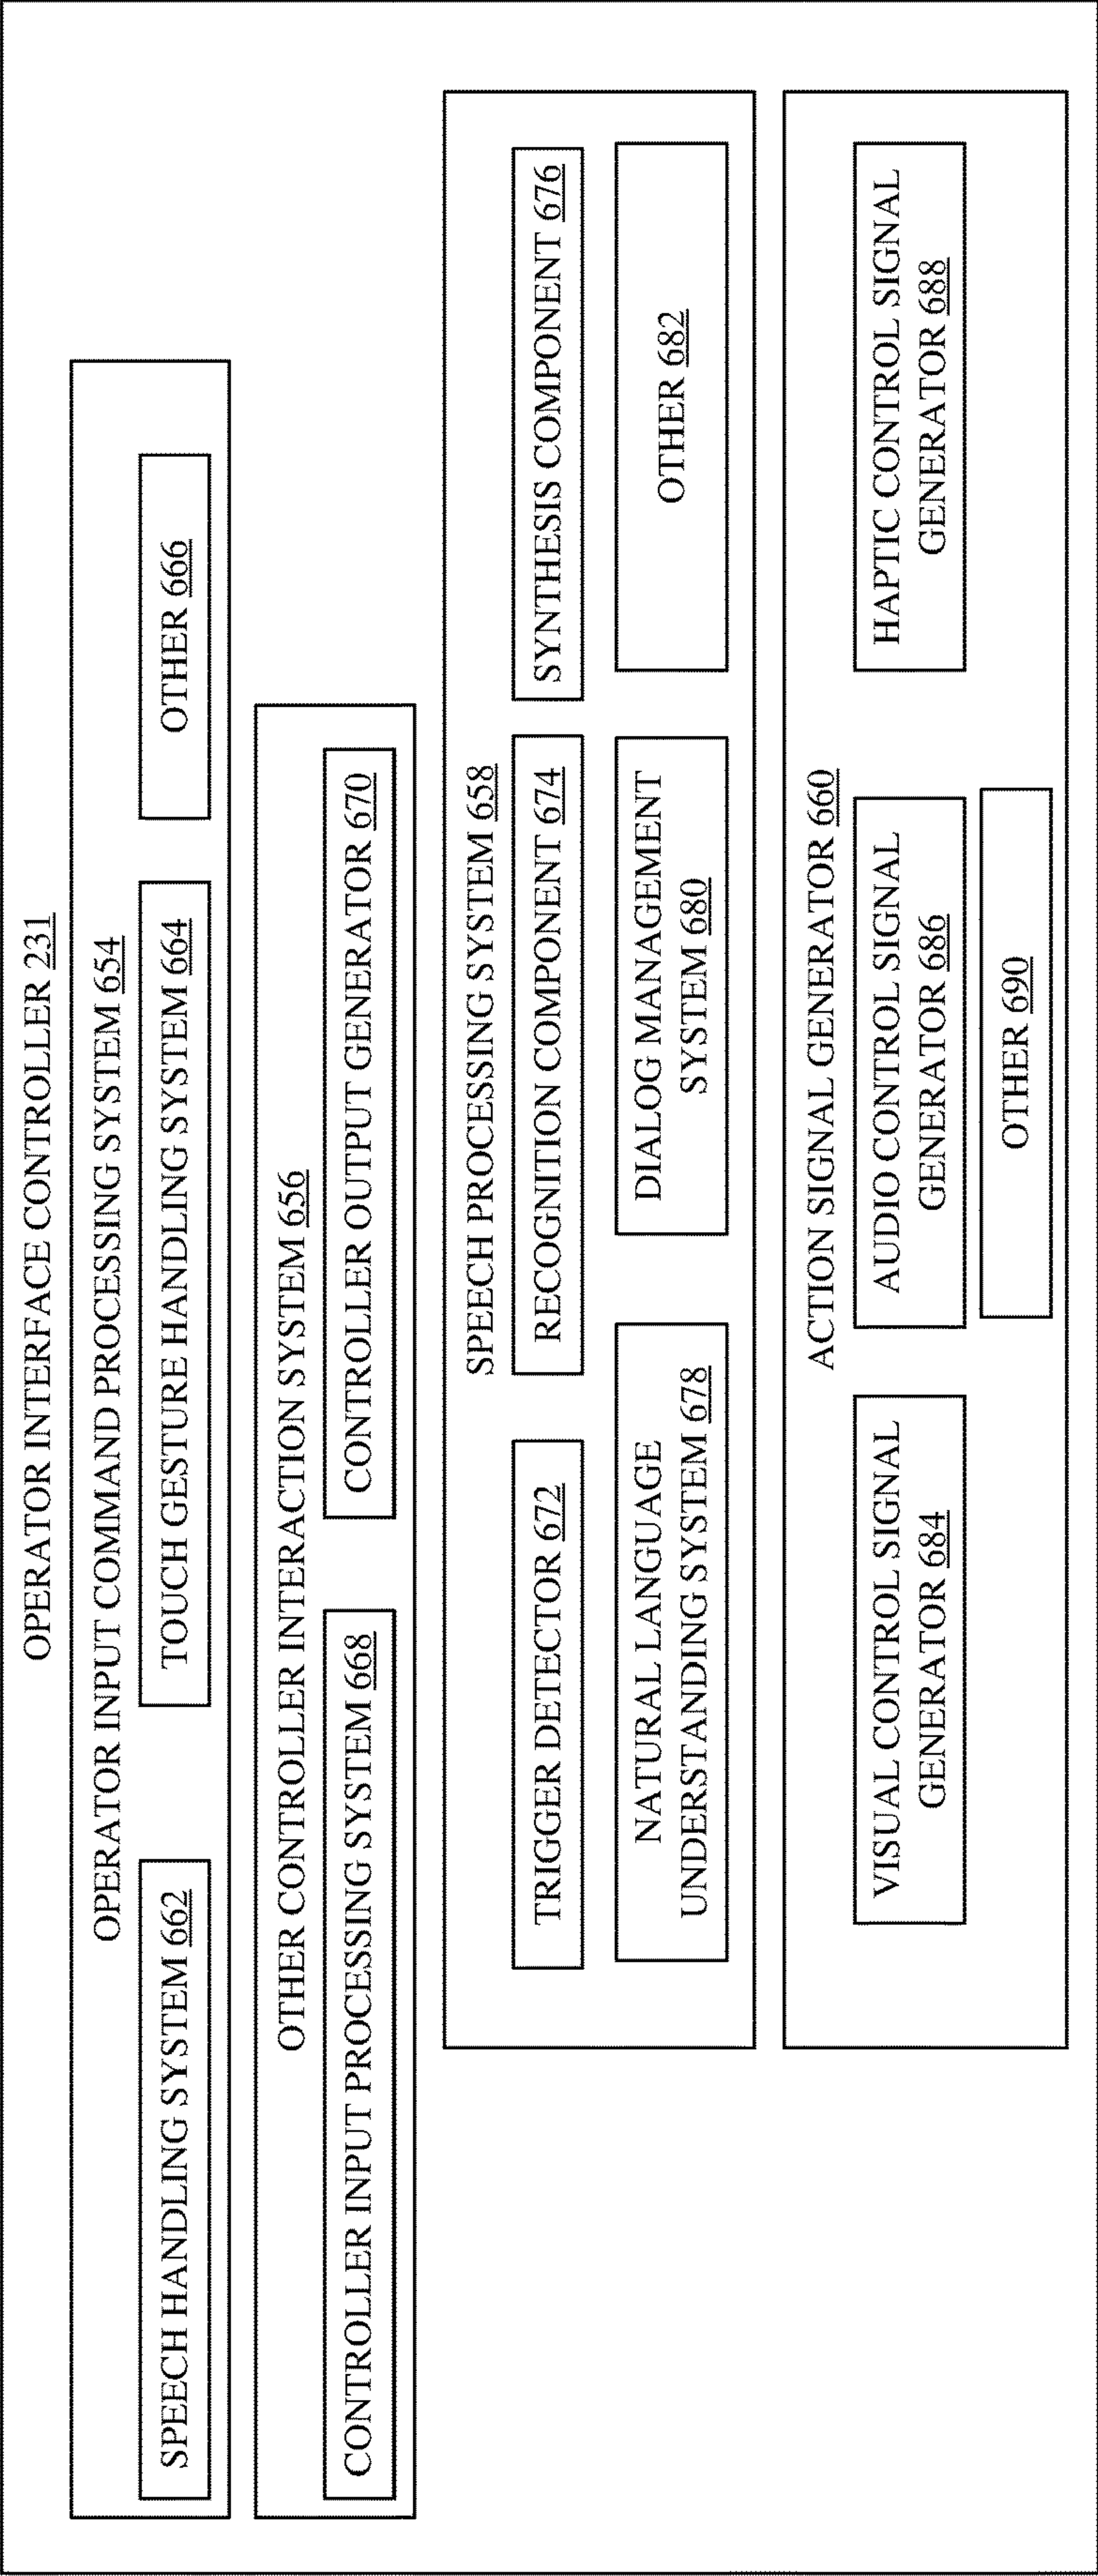 OPERATOR INTERFACE CONTROLLER 231
OPERATOR INPUT COMMAND PROCESSING SYSTEM 654
SPEECH HANDLING SYSTEM 662
TOUCH GESTURE HANDLING SYSTEM 664
OTHER 666
OTHER CONTROLLER INTERACTION SYSTEM 656
CONTROLLER INPUT PROCESSING SYSTEM 668
CONTROLLER OUTPUT GENERATOR 670
SPEECH PROCESSING SYSTEM 658
TRIGGER DETECTOR 672
RECOGNITION COMPONENT 674
SYNTHESIS COMPONENT 676
NATURAL LANGUAGE
UNDERSTANDING SYSTEM 678
DIALOG MANAGEMENT
SYSTEM 680
OTHER 682
ACTION SIGNAL GENERATOR 660
VISUAL CONTROL SIGNAL
GENERATOR 684
AUDIO CONTROL SIGNAL
GENERATOR 686
HAPTIC CONTROL SIGNAL
GENERATOR 688
OTHER 690